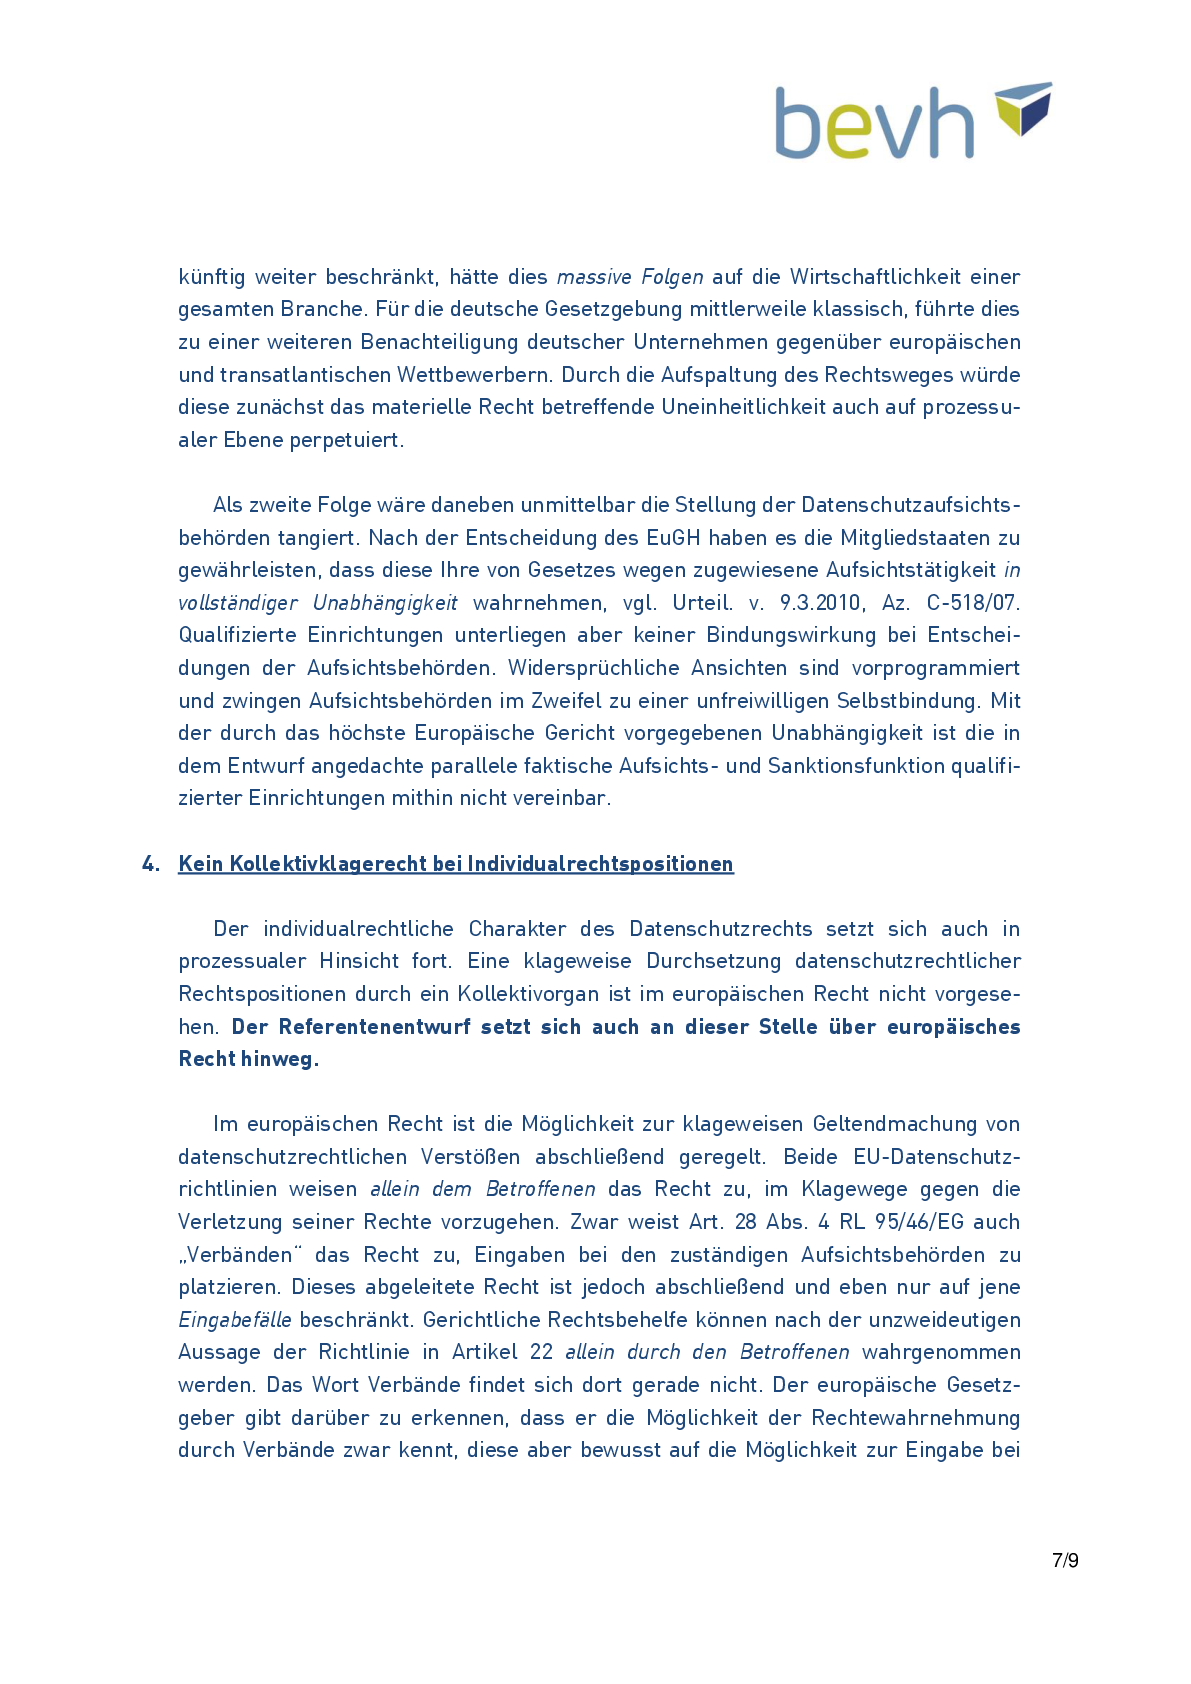 bevh
künftig weiter beschränkt, hätte dies massive Folgen auf die Wirtschaftlichkeit einer
gesamten Branche. Für die deutsche Gesetzgebung mittlerweile klassisch, führte dies
zu einer weiteren Benachteiligung deutscher Unternehmen gegenüber europäischen
und transatlantischen Wettbewerbern. Durch die Aufspaltung des Rechtsweges würde
diese zunächst das materielle Recht betreffende Uneinheitlichkeit auch auf prozessu-
aler Ebene perpetuiert.
Als zweite Folge wäre daneben unmittelbar die Stellung der Datenschutzaufsichts-
behörden tangiert. Nach der Entscheidung des EuGH haben es die Mitgliedstaaten zu
gewährleisten, dass diese Ihre von Gesetzes wegen zugewiesene Aufsichtstätigkeit in
vollständiger Unabhängigkeit wahrnehmen, vgl. Urteil. v. 9.3.2010, Az. C-518/07.
Qualifizierte Einrichtungen unterliegen aber keiner Bindungswirkung bei Entschei-
dungen der Aufsichtsbehörden. Widersprüchliche Ansichten sind vorprogrammiert
und zwingen Aufsichtsbehörden im Zweifel zu einer unfreiwilligen Selbstbindung. Mit
der durch das höchste Europäische Gericht vorgegebenen Unabhängigkeit ist die in
dem Entwurf angedachte parallele faktische Aufsichts- und Sanktionsfunktion qualifi-
zierter Einrichtungen mithin nicht vereinbar.
4. Kein Kollektivklagerecht bei Individualrechtspositionen
Der individualrechtliche Charakter des Datenschutzrechts setzt sich auch in
prozessualer Hinsicht fort. Eine klageweise Durchsetzung datenschutzrechtlicher
Rechtspositionen durch ein Kollektivorgan ist im europäischen Recht nicht vorgese-
hen. Der Referentenentwurf setzt sich auch an dieser Stelle über europäisches
Recht hinweg.
Im europäischen Recht ist die Möglichkeit zur klageweisen Geltendmachung von
datenschutzrechtlichen Verstößen abschließend geregelt. Beide EU-Datenschutz-
richtlinien weisen allein dem Betroffenen das Recht zu, im Klagewege gegen die
Verletzung seiner Rechte vorzugehen. Zwar weist Art. 28 Abs. 4 RL 95/46/EG auch
„Verbänden“ das Recht zu, Eingaben bei den zuständigen Aufsichtsbehörden zu
platzieren. Dieses abgeleitete Recht ist jedoch abschließend und eben nur auf jene
Eingabefälle beschränkt. Gerichtliche Rechtsbehelfe können nach der unzweideutigen
Aussage der Richtlinie in Artikel 22 allein durch den Betroffenen wahrgenommen
werden. Das Wort Verbände findet sich dort gerade nicht. Der europäische Gesetz-
geber gibt darüber zu erkennen, dass er die Möglichkeit der Rechtewahrnehmung
durch Verbände zwar kennt, diese aber bewusst auf die Möglichkeit zur Eingabe bei
7/9